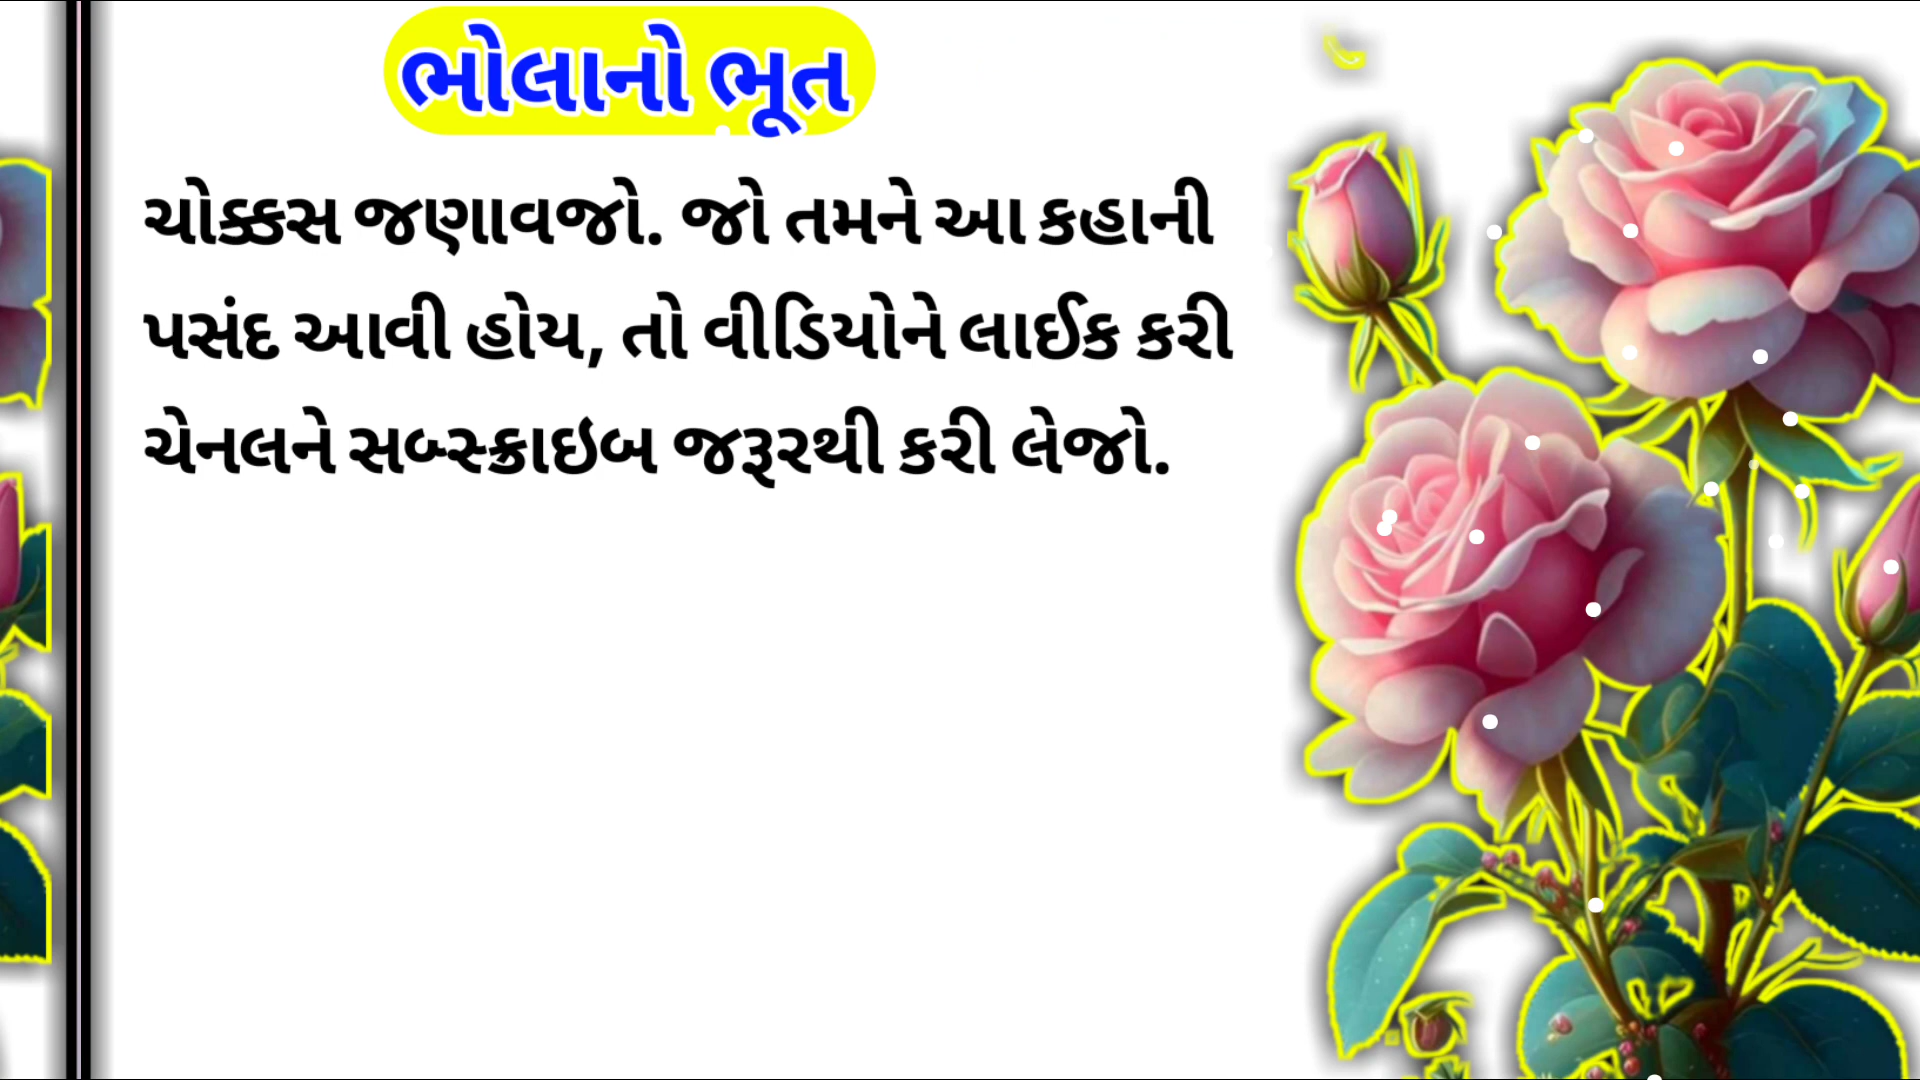 ભોલાનો ભૂત
ચોક્કસ જણાવજો. જો તમને આ કહાની
પસંદ આવી હોય, તો વીડિયોને લાઈક કરી
ચેનલને સબ્સ્ક્રાઇબ જરૂરથી કરી લેજો.